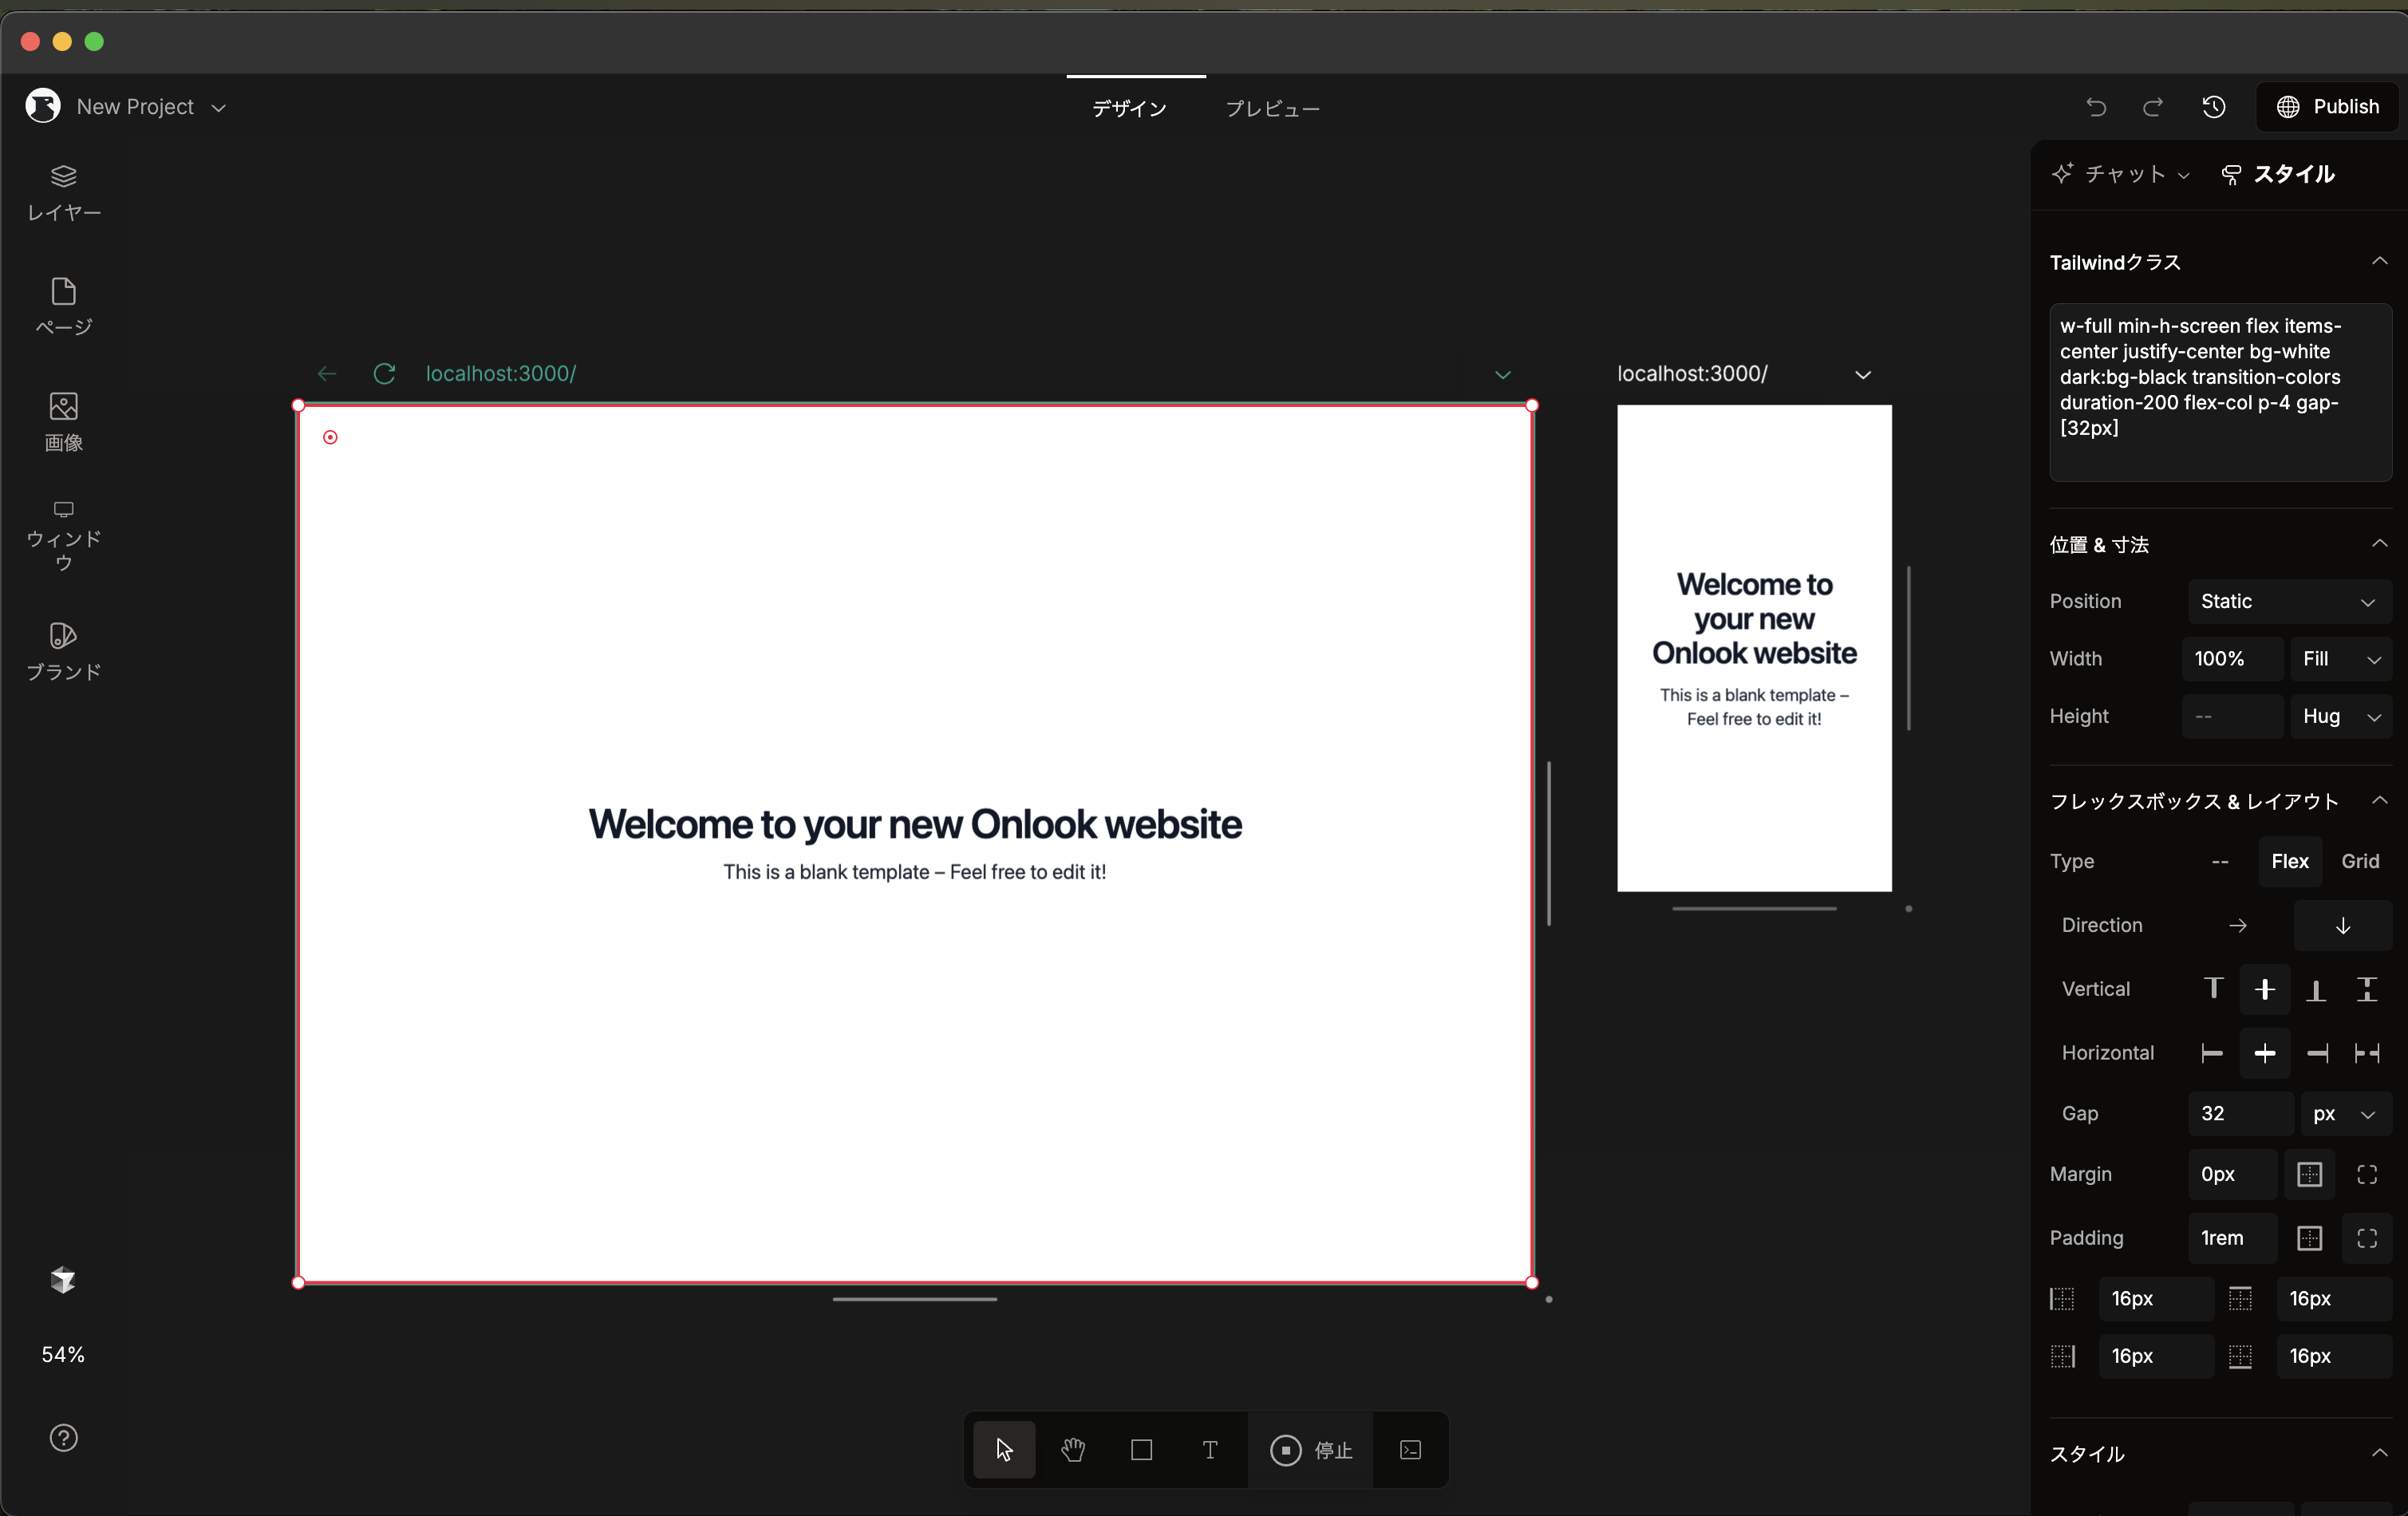 New Project
デザイン
プレビュー
Publish
レイヤー
ページ
画像
ウィンド
ウ
ブランド
54%
localhost:3000/
Welcome to your new Onlook website
This is a blank template – Feel free to edit it!
localhost:3000/
Welcome to
your new
Onlook website
This is a blank template –
Feel free to edit it!
停止
チャット
スタイル
Tailwindクラス
w-full min-h-screen flex items-
center justify-center bg-white
dark:bg-black transition-colors
duration-200 flex-col p-4 gap-
[32px]
位置 & 寸法
Position Static
Width 100% Fill
Height -- Hug
フレックスボックス & レイアウト
Type -- Flex Grid
Direction
Vertical
Horizontal
Gap 32 px
Margin 0px
Padding 1rem
16px 16px
16px 16px
スタイル